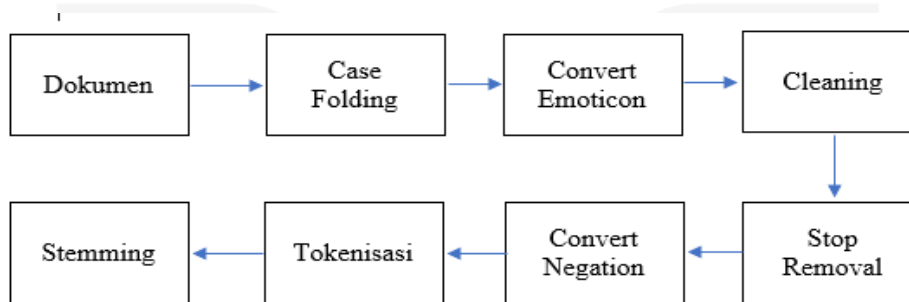 Dokumen
Case
Folding
Convert
Emoticon
Cleaning
Stop
Removal
Convert
Negation
Tokenisasi
Stemming